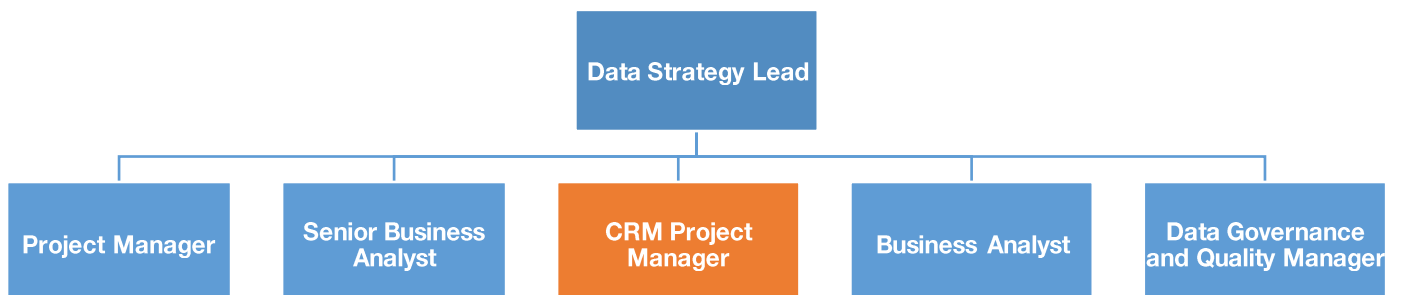 Data Strategy Lead
Project Manager
Senior Business
Analyst
CRM Project
Manager
Business Analyst
Data Governance
and Quality Manager